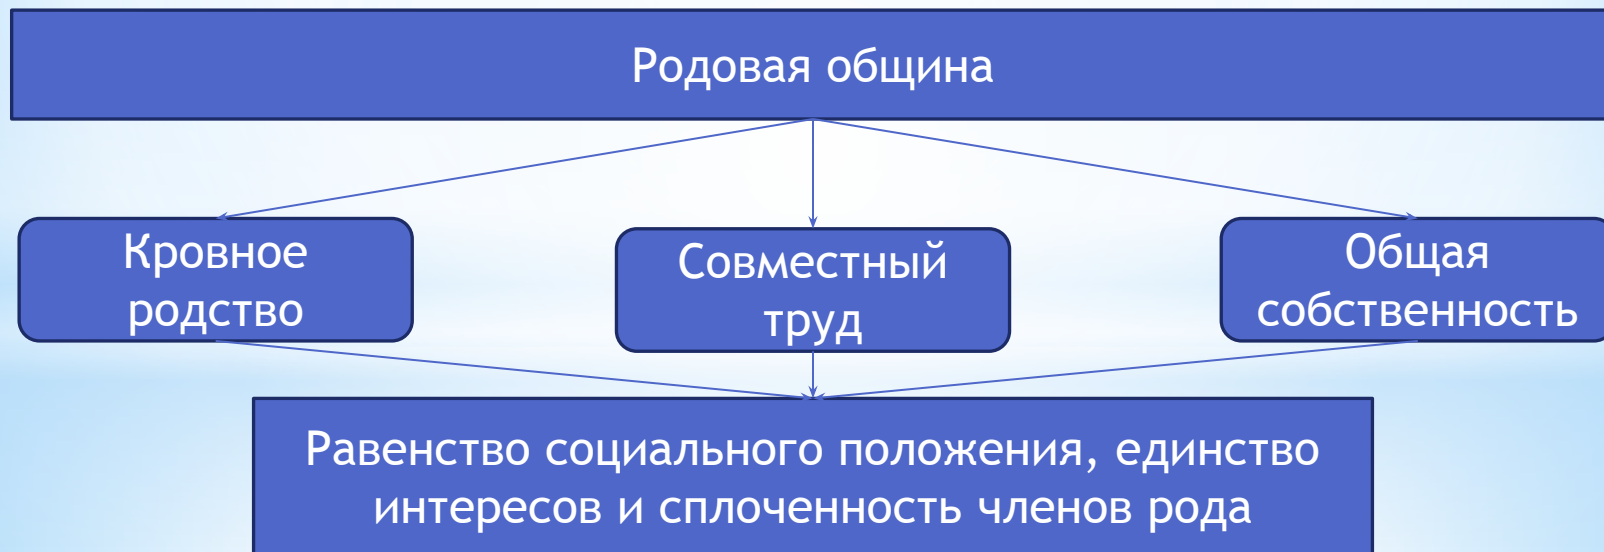 Родовая община
Кровное
родство
Совместный
труд
Общая
собственность
Равенство социального положения, единство
интересов и сплоченность членов рода